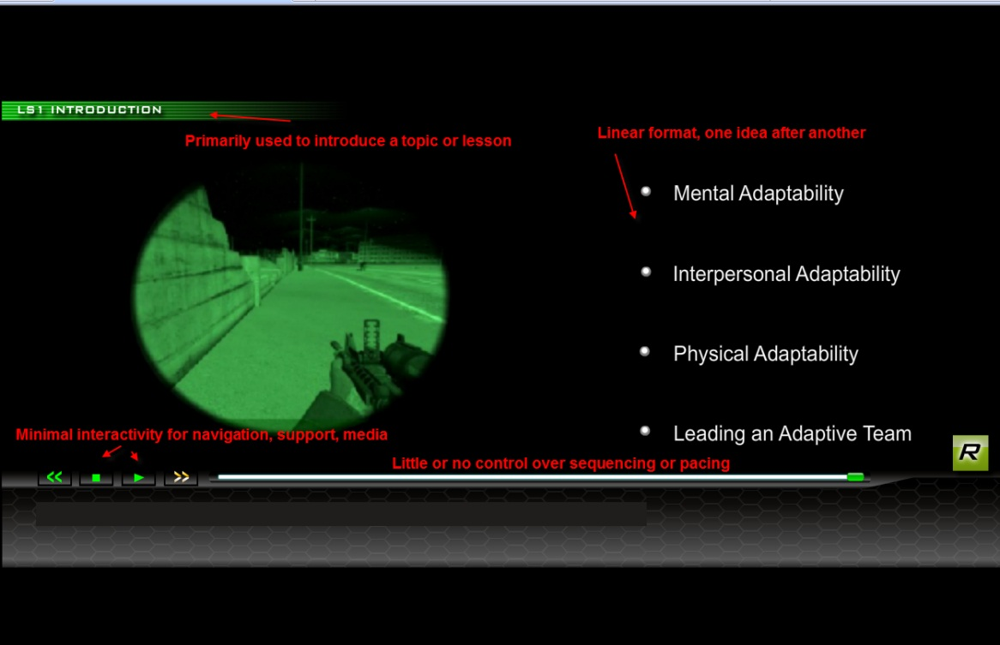 LS1 INTRODUCTION
Primarily used to introduce a topic or lesson
Linear format, one idea after another
Mental Adaptability
Interpersonal Adaptability
Physical Adaptability
Leading an Adaptive Team
Minimal interactivity for navigation, support, media
R
Little or no control over sequencing or pacing